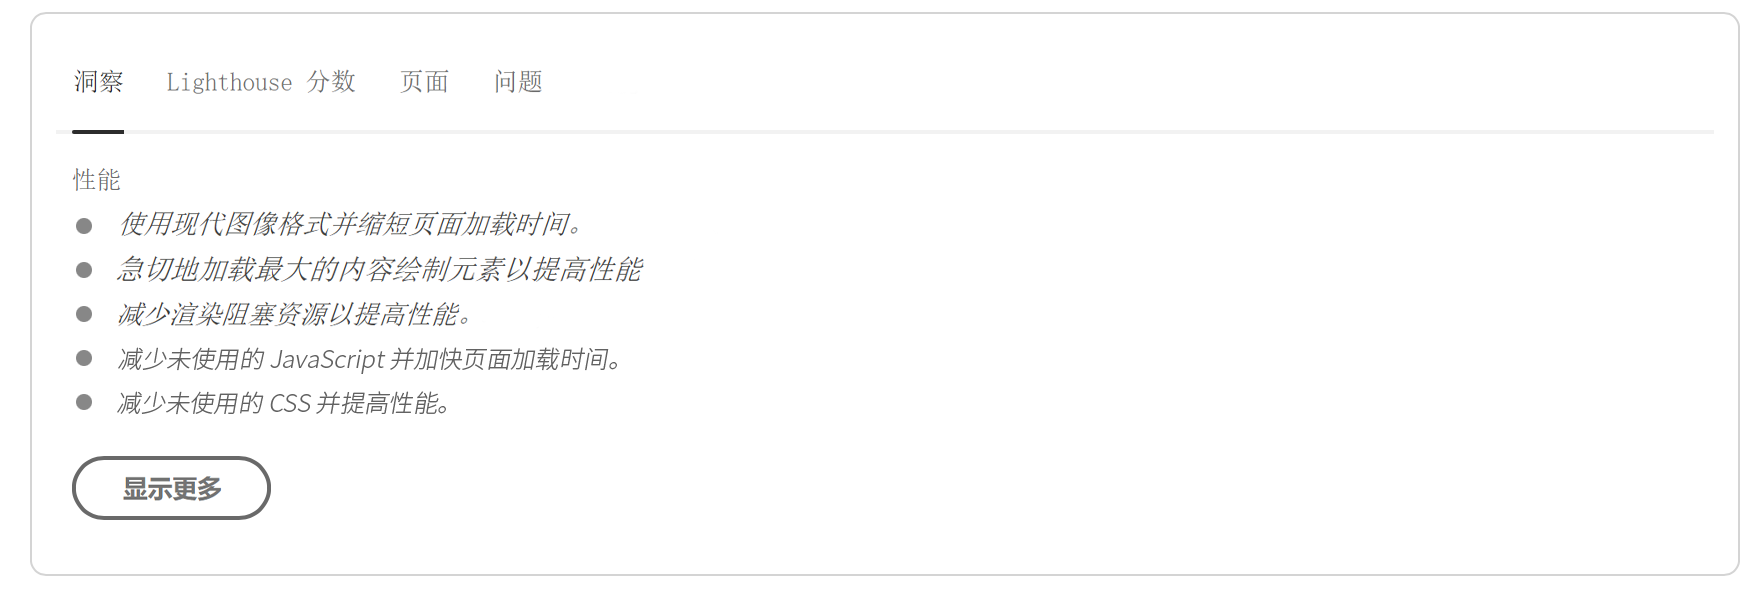 洞察 Lighthouse 分数 页面 问题
性能
使用现代图像格式并缩短页面加载时间。
急切地加载最大的内容绘制元素以提高性能
减少渲染阻塞资源以提高性能。
减少未使用的 JavaScript 并加快页面加载时间。
减少未使用的 CSS 并提高性能。
显示更多